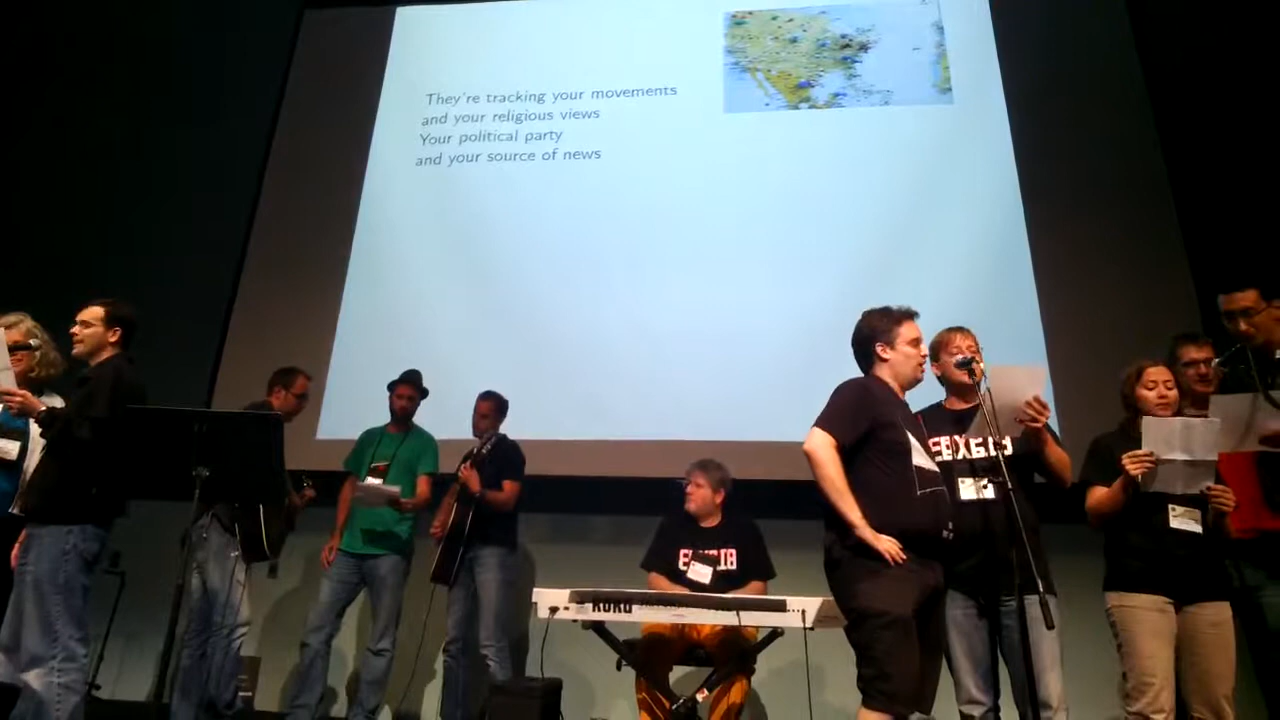 They're tracking your movements
and your religious views
Your political party
and your source of news
KORG